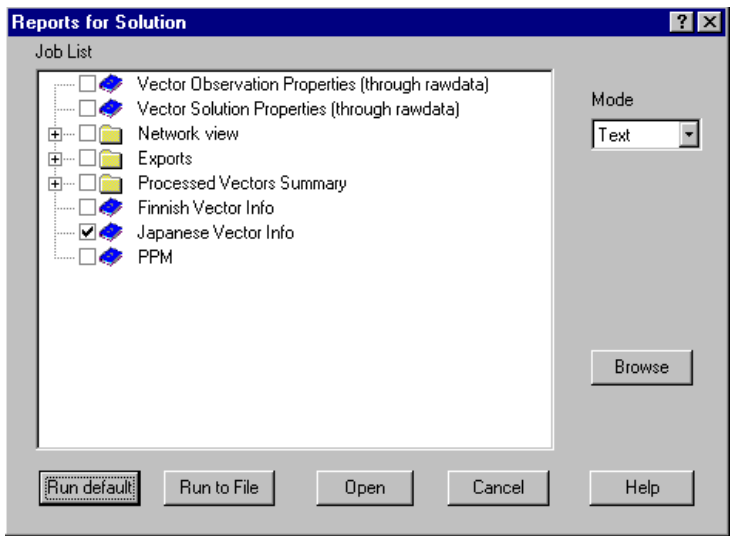 Reports for Solution
Job List
Vector Observation Properties (through rawdata)
Vector Solution Properties (through rawdata)
Network view
Exports
Processed Vectors Summary
Finnish Vector Info
Japanese Vector Info
PPM
Mode
Text
Browse
Run default
Run to File
Open
Cancel
Help